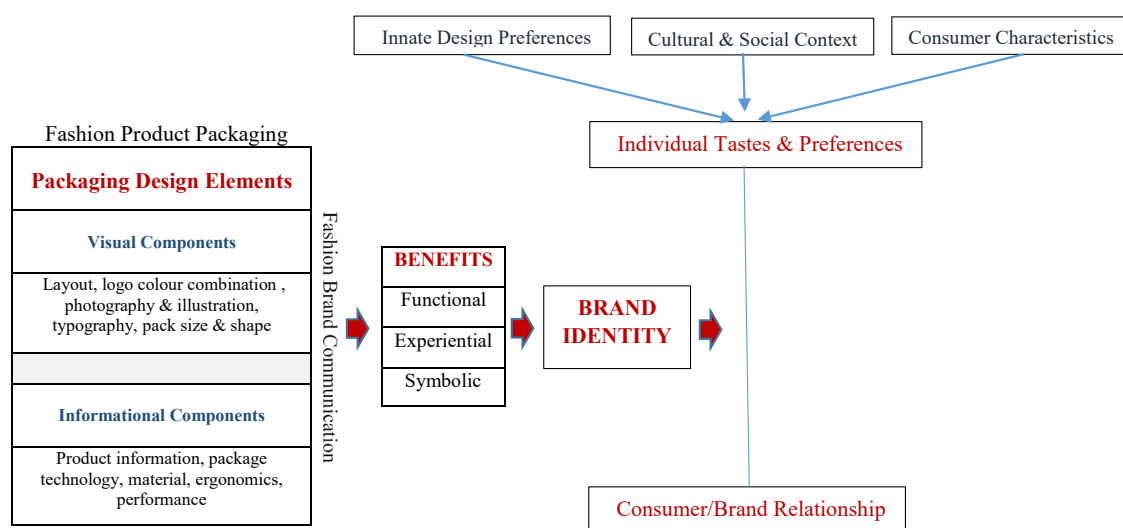 Innate Design Preferences
Cultural & Social Context
Consumer Characteristics
Individual Tastes & Preferences
Fashion Product Packaging
Packaging Design Elements
Visual Components
Layout, logo colour combination ,
photography & illustration,
typography, pack size & shape
Informational Components
Product information, package
technology, material, ergonomics,
performance
Fashion Brand Communication
BENEFITS
Functional
Experiential
Symbolic
BRAND
IDENTITY
Consumer/Brand Relationship